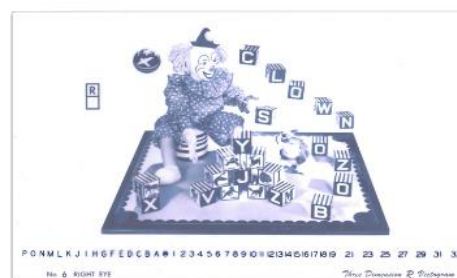 R
C
L
O
W
N
S
Y
O
Z
J
O
X
V
Z
B
P O N M L K J I H G F E D C B A 1 2 3 4 5 6 7 8 9 10 11 12 13 14 15 16 17 18 19 21 23 25 27 29 31
No. 6 RIGHT EYE
Three Dimension R Vectogram